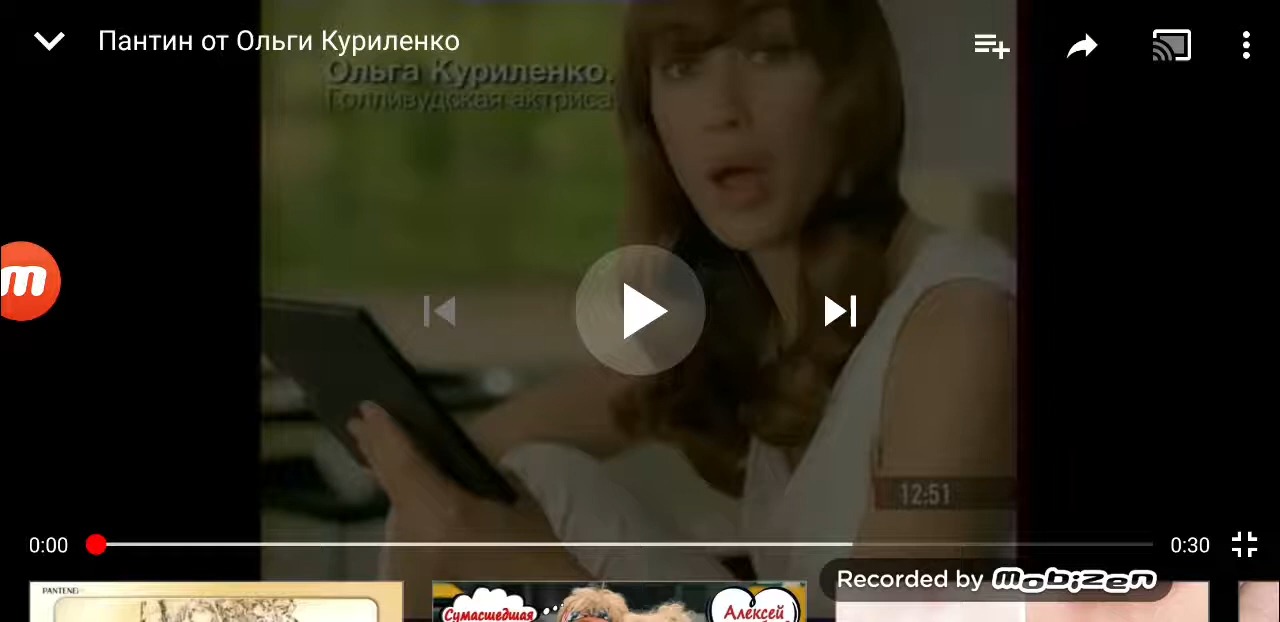 Пантин от Ольги Куриленко
Ольга Куриленко.
Голливудская актриса
12:51
0:00
0:30
Recorded by mobizen
PANTENE
Сумасшедшая
Алексей